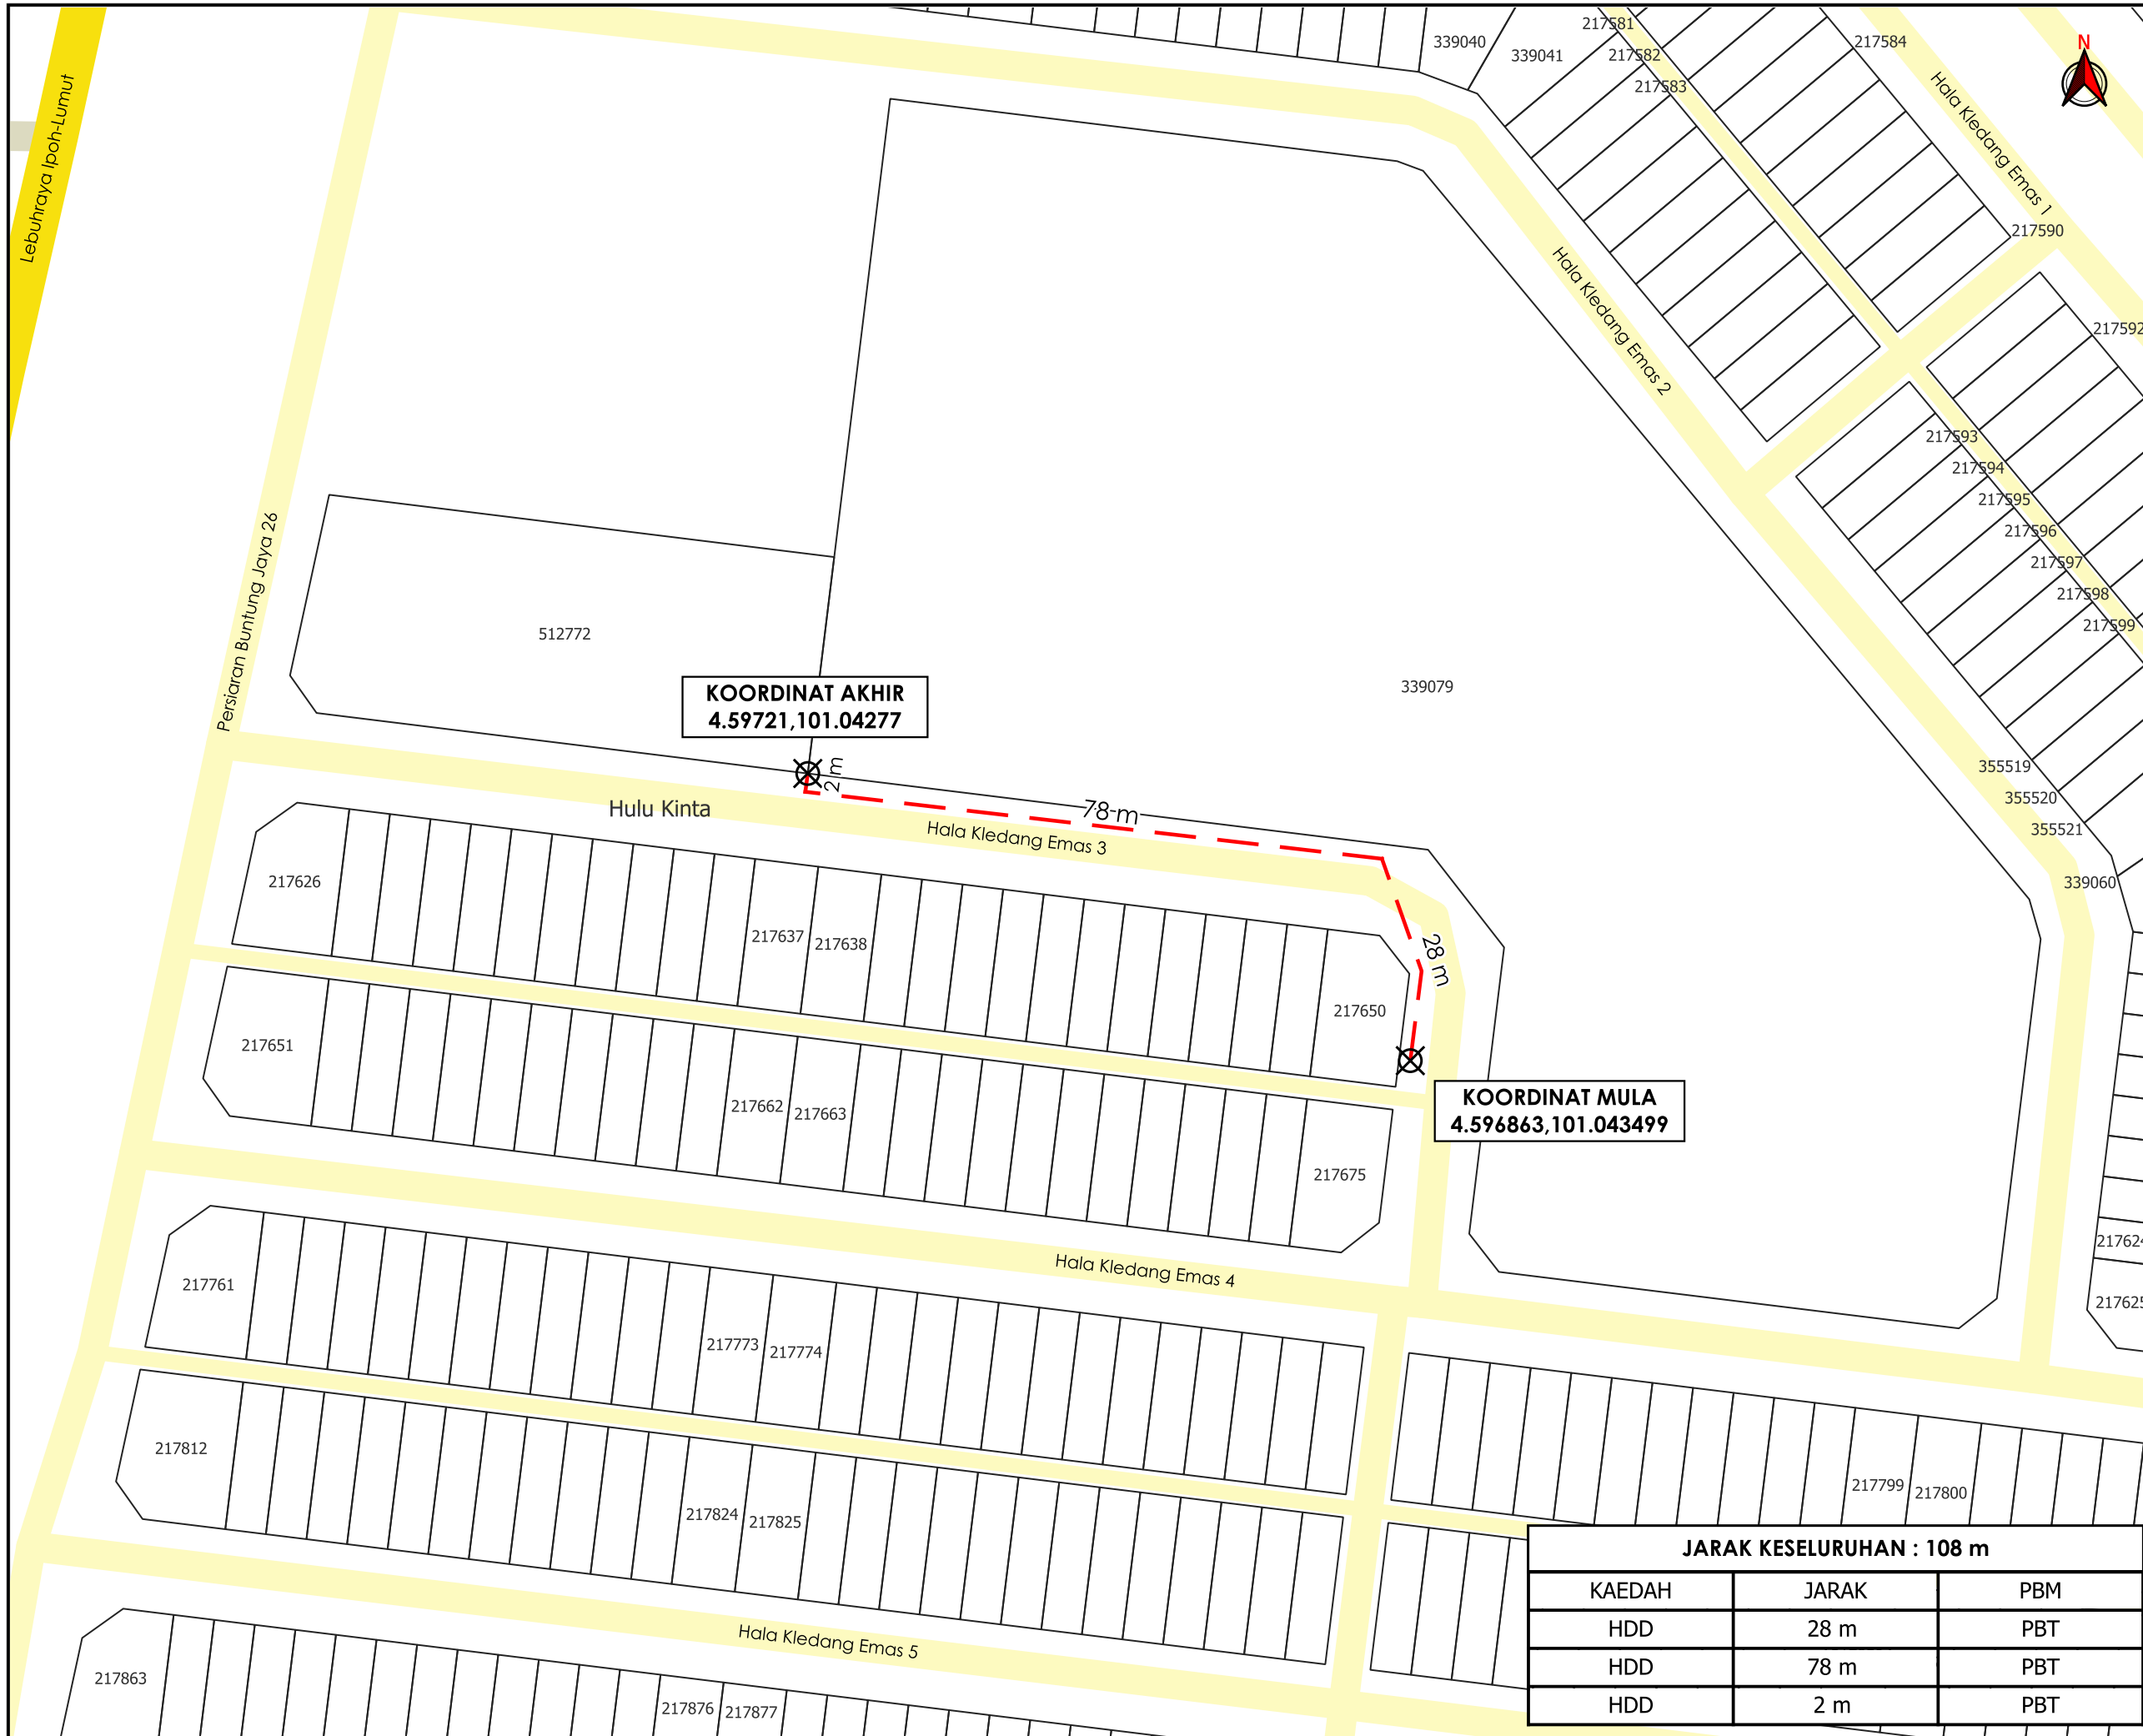 339040
339041
217581
217582
217583
217584
N
Lebuhraya Ipoh-Lumut
Hala Kledang Emas 1
217590
Hala Kledang Emas 2
217592
217593
217594
217595
217596
217597
217598
217599
Persiaran Buntung Jaya 26
512772
339079
KOORDINAT AKHIR
4.59721,101.04277
2 m
78 m
Hulu Kinta
Hala Kledang Emas 3
355519
355520
355521
339060
217626
217637
217638
28 m
217650
217651
217662
217663
KOORDINAT MULA
4.596863,101.043499
217675
217624
217625
Hala Kledang Emas 4
217761
217773
217774
217812
217824
217825
217799
217800
Hala Kledang Emas 5
217863
217876
217877
JARAK KESELURUHAN : 108 m
KAEDAH JARAK PBM
HDD 28 m PBT
HDD 78 m PBT
HDD 2 m PBT